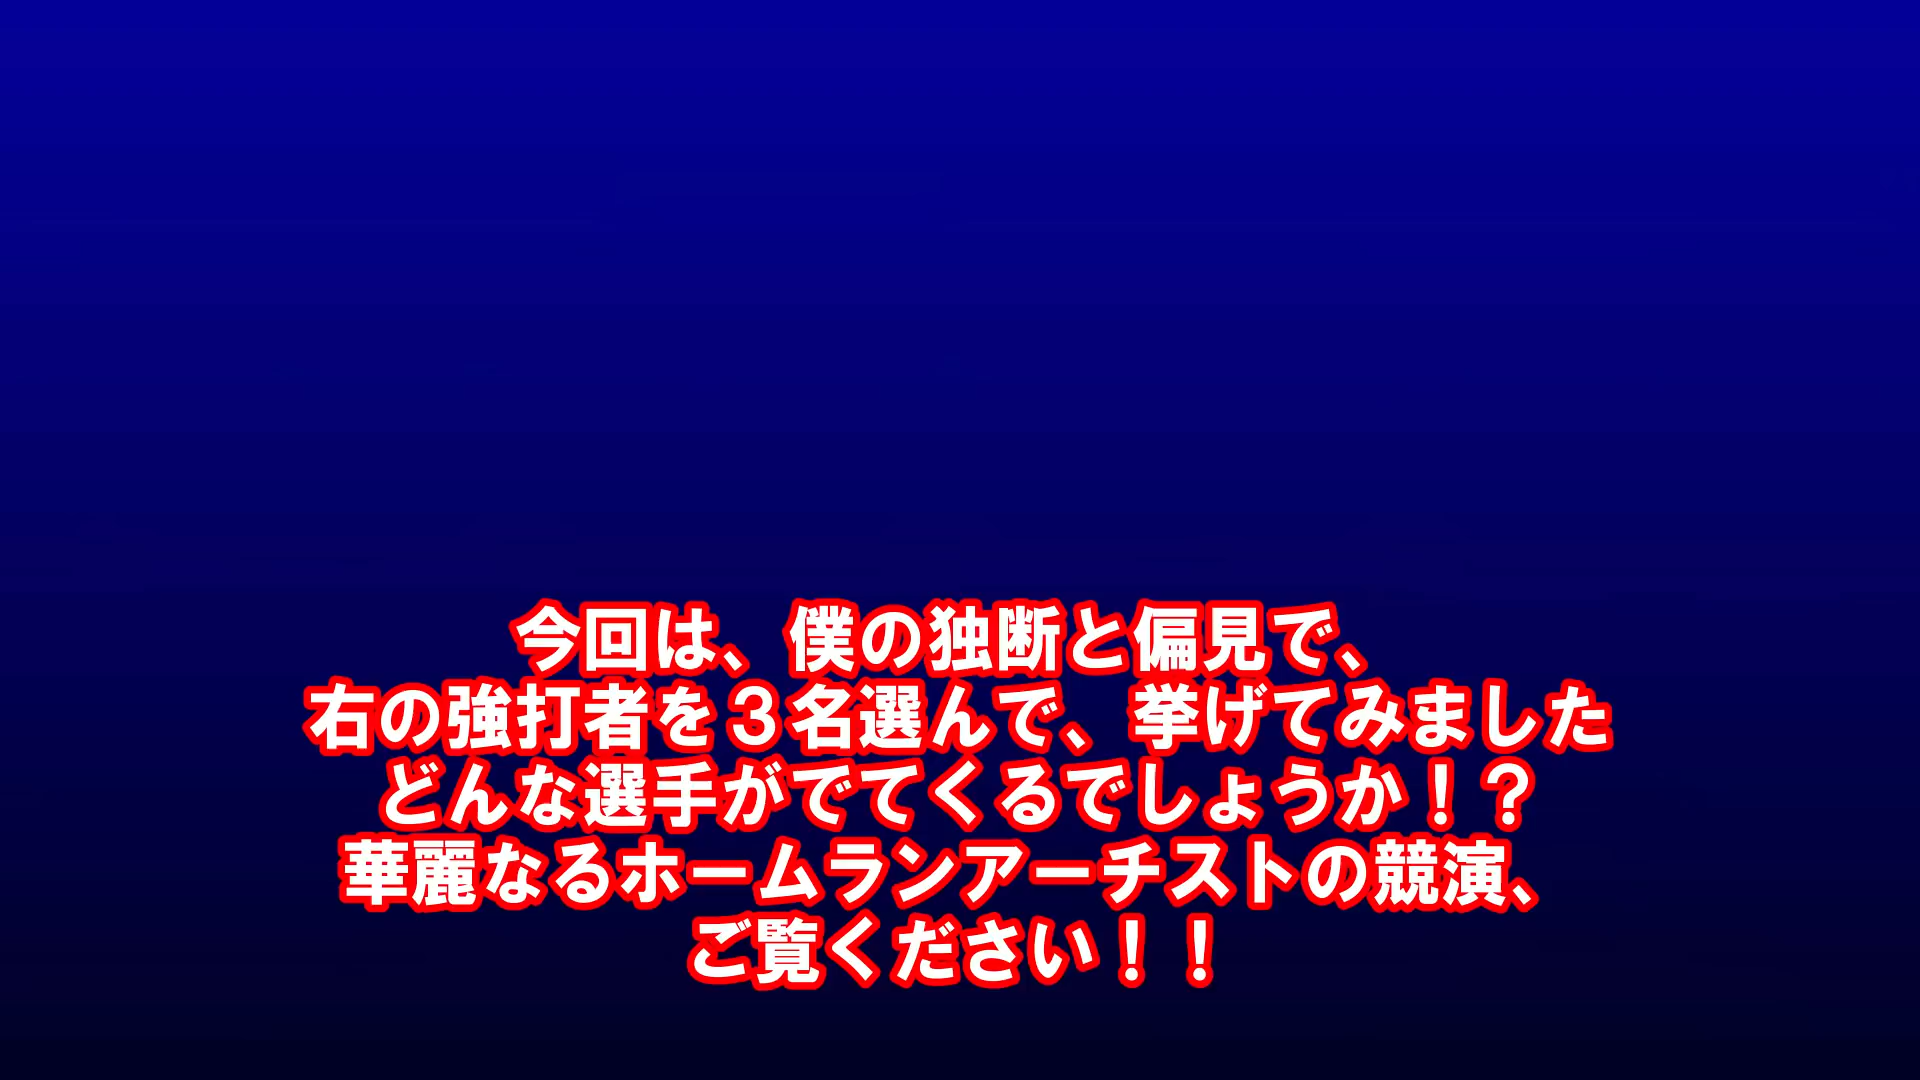 今回は、僕の独断と偏見で、
右の強打者を３名選んで、挙げてみました
どんな選手がでてくるでしょうか！？
華麗なるホームランアーチストの競演、
ご覧ください！！